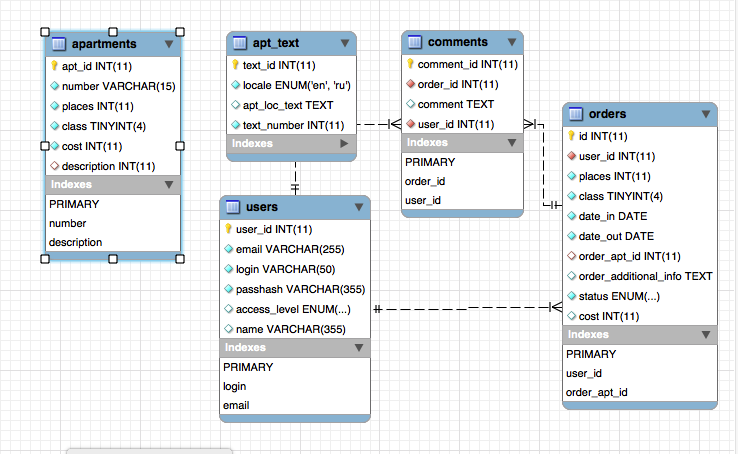 apartments
apt_id INT(11)
number VARCHAR(15)
places INT(11)
class TINYINT(4)
cost INT(11)
description INT(11)
Indexes
PRIMARY
number
description
apt_text
text_id INT(11)
locale ENUM('en', 'ru')
apt_loc_text TEXT
text_number INT(11)
Indexes
users
user_id INT(11)
email VARCHAR(255)
login VARCHAR(50)
passhash VARCHAR(355)
access_level ENUM(...)
name VARCHAR(355)
Indexes
PRIMARY
login
email
comments
comment_id INT(11)
order_id INT(11)
comment TEXT
user_id INT(11)
Indexes
PRIMARY
order_id
user_id
orders
id INT(11)
user_id INT(11)
places INT(11)
class TINYINT(4)
date_in DATE
date_out DATE
order_apt_id INT(11)
order_additional_info TEXT
status ENUM(...)
cost INT(11)
Indexes
PRIMARY
user_id
order_apt_id